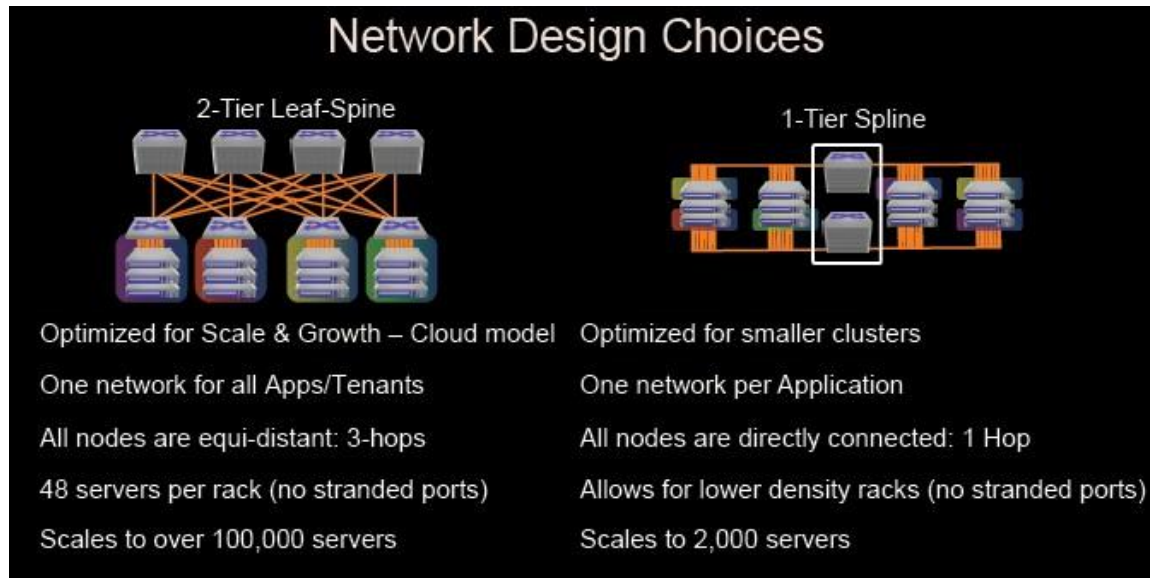 Network Design Choices
2-Tier Leaf-Spine
Optimized for Scale & Growth – Cloud model
One network for all Apps/Tenants
All nodes are equi-distant: 3-hops
48 servers per rack (no stranded ports)
Scales to over 100,000 servers
1-Tier Spline
Optimized for smaller clusters
One network per Application
All nodes are directly connected: 1 Hop
Allows for lower density racks (no stranded ports)
Scales to 2,000 servers